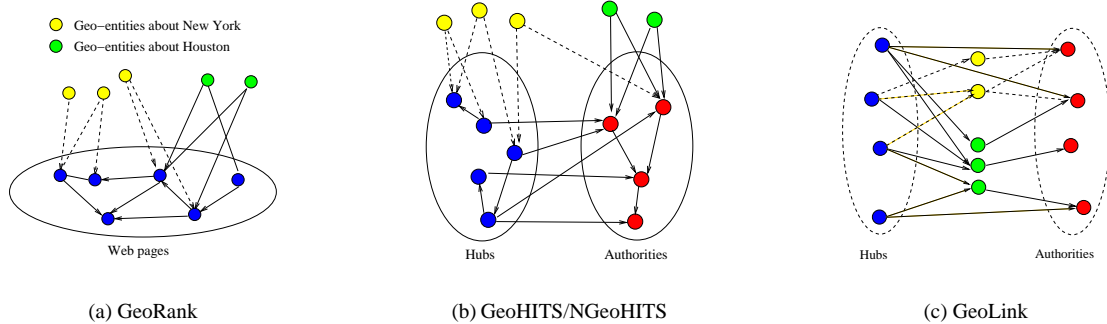 Geo-entities about New York
Geo-entities about Houston
Web pages
(a) GeoRank
Hubs
Authorities
(b) GeoHITS/NGeoHITS
Hubs
Authorities
(c) GeoLink